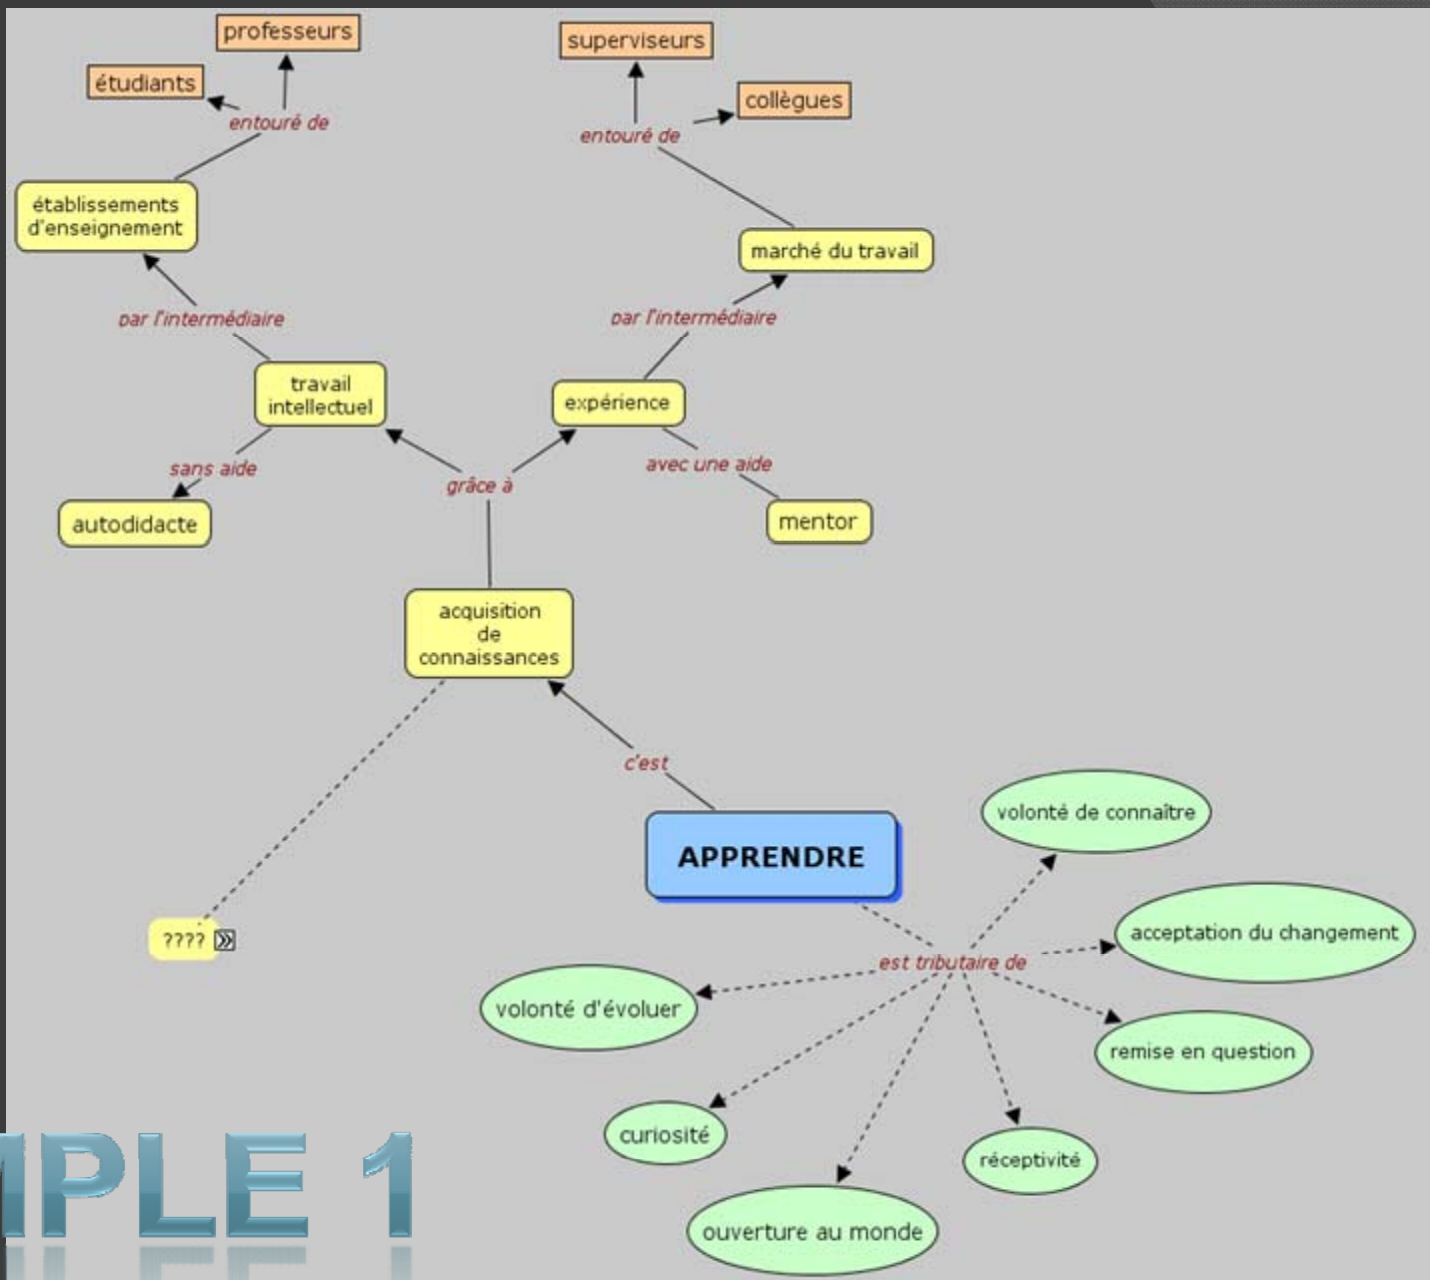 professeurs
superviseurs
étudiants
collègues
entouré de
entouré de
établissements
d'enseignement
marché du travail
par l'intermédiaire
par l'intermédiaire
travail
intellectuel
expérience
sans aide
avec une aide
grâce à
autodidacte
mentor
acquisition
de
connaissances
c'est
volonté de connaître
APPRENDRE
acceptation du changement
????
est tributaire de
volonté d'évoluer
remise en question
curiosité
réceptivité
ouverture au monde
MPLE 1